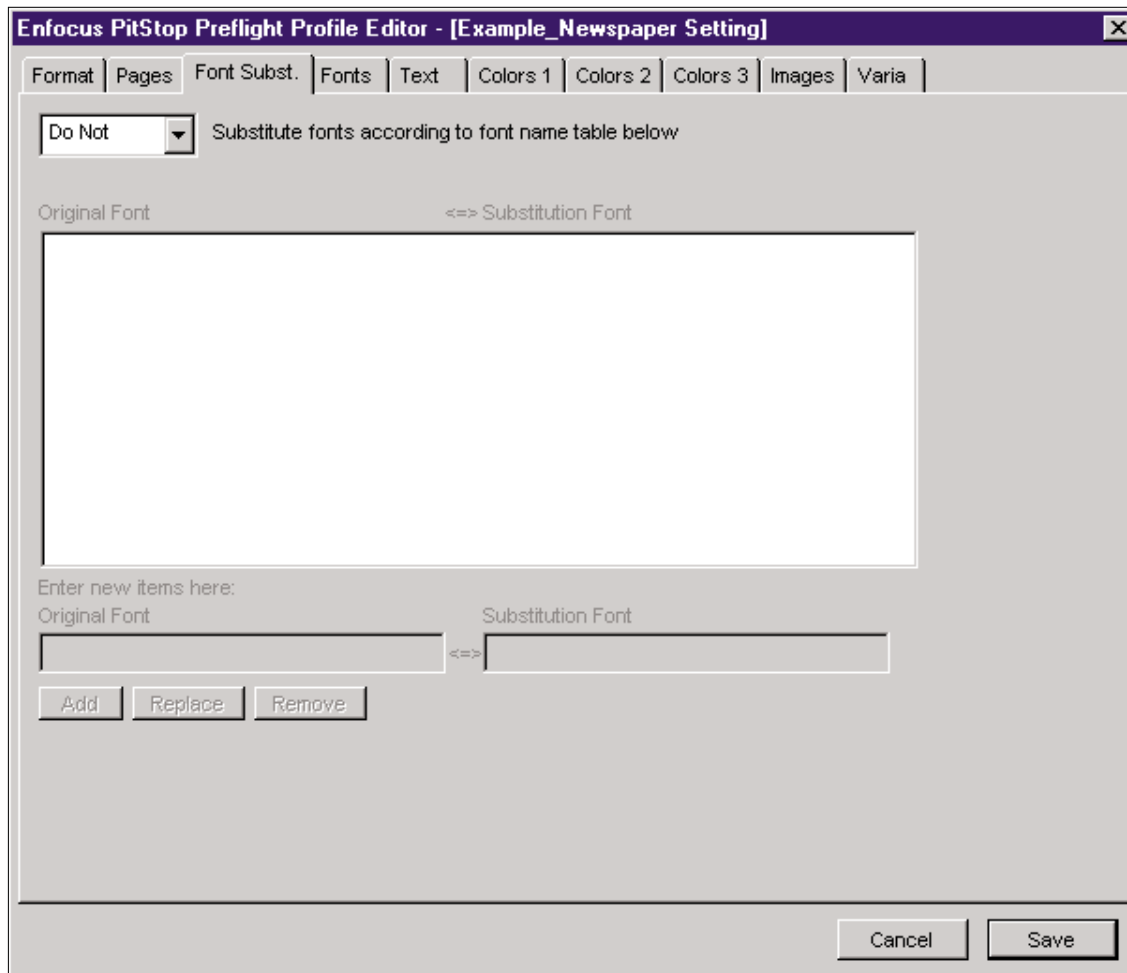 Enfocus PitStop Preflight Profile Editor - [Example_Newspaper Setting]
Format Pages Font Subst. Fonts Text Colors 1 Colors 2 Colors 3 Images Varia
Do Not Substitute fonts according to font name table below
Original Font <=> Substitution Font
Enter new items here:
Original Font Substitution Font
<=>
Add Replace Remove
Cancel Save